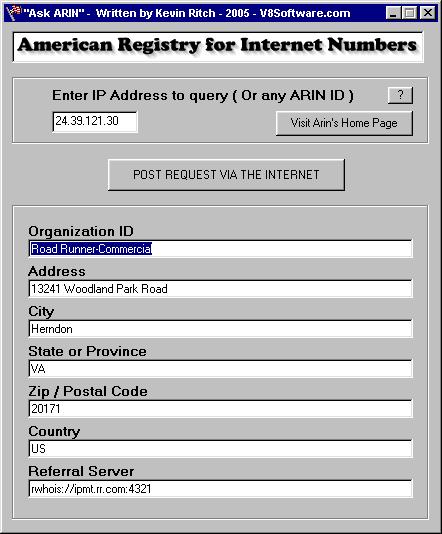 "Ask ARIN" - Written by Kevin Ritch - 2005 - V8Software.com
American Registry for Internet Numbers
Enter IP Address to query ( Or any ARIN ID )
?
24.39.121.30
Visit Arin's Home Page
POST REQUEST VIA THE INTERNET
Organization ID
Road Runner-Commercial
Address
13241 Woodland Park Road
City
Herndon
State or Province
VA
Zip / Postal Code
20171
Country
US
Referral Server
rwhois://ipmt.rr.com:4321